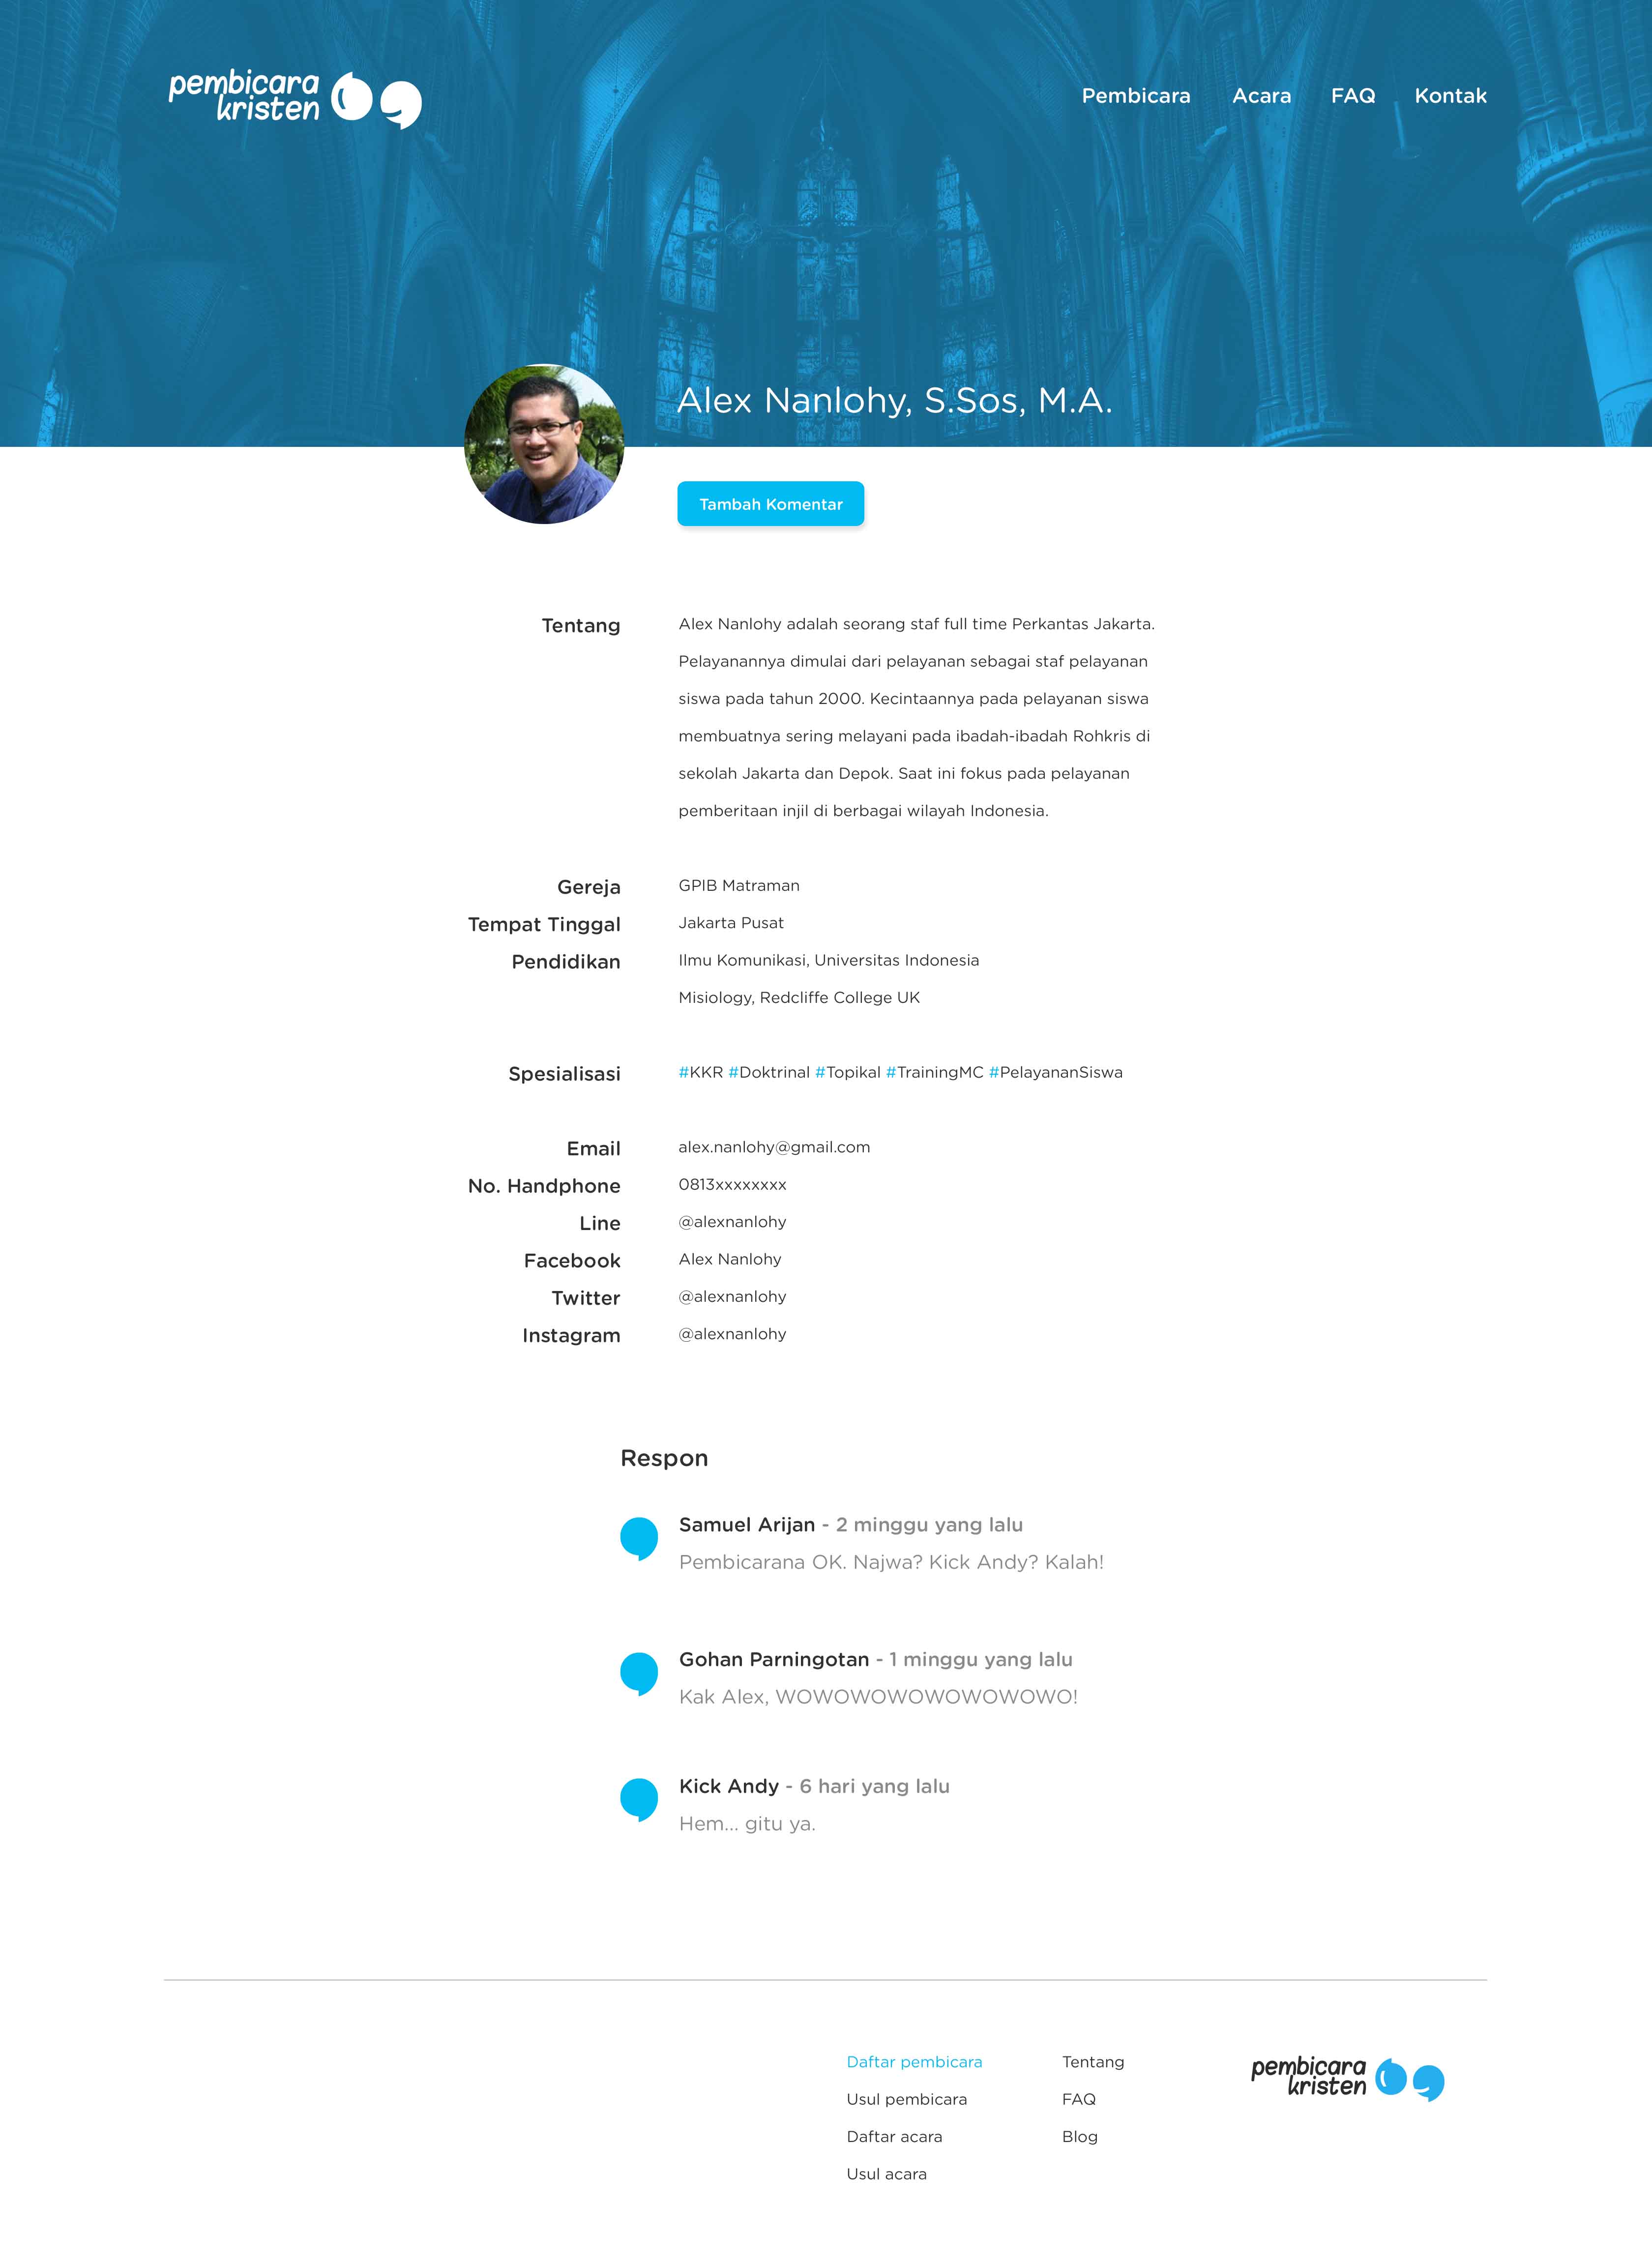 pembicara
kristen
Pembicara Acara FAQ Kontak
Alex Nanlohy, S.Sos, M.A.
Tambah Komentar
Tentang
Alex Nanlohy adalah seorang staf full time Perkantas Jakarta.
Pelayanannya dimulai dari pelayanan sebagai staf pelayanan
siswa pada tahun 2000. Kecintaannya pada pelayanan siswa
membuatnya sering melayani pada ibadah-ibadah Rohkris di
sekolah Jakarta dan Depok. Saat ini fokus pada pelayanan
pemberitaan injil di berbagai wilayah Indonesia.
Gereja GPIB Matraman
Tempat Tinggal Jakarta Pusat
Pendidikan Ilmu Komunikasi, Universitas Indonesia
Misiology, Redcliffe College UK
Spesialisasi #KKR #Doktrinal #Topikal #TrainingMC #PelayananSiswa
Email alex.nanlohy@gmail.com
No. Handphone 0813xxxxxxxx
Line @alexnanlohy
Facebook Alex Nanlohy
Twitter @alexnanlohy
Instagram @alexnanlohy
Respon
Samuel Arijan - 2 minggu yang lalu
Pembicarana OK. Najwa? Kick Andy? Kalah!
Gohan Parningotan - 1 minggu yang lalu
Kak Alex, WOWOWOWOWOWOWOWO!
Kick Andy - 6 hari yang lalu
Hem... gitu ya.
Daftar pembicara
Usul pembicara
Daftar acara
Usul acara
Tentang
FAQ
Blog
pembicara
kristen